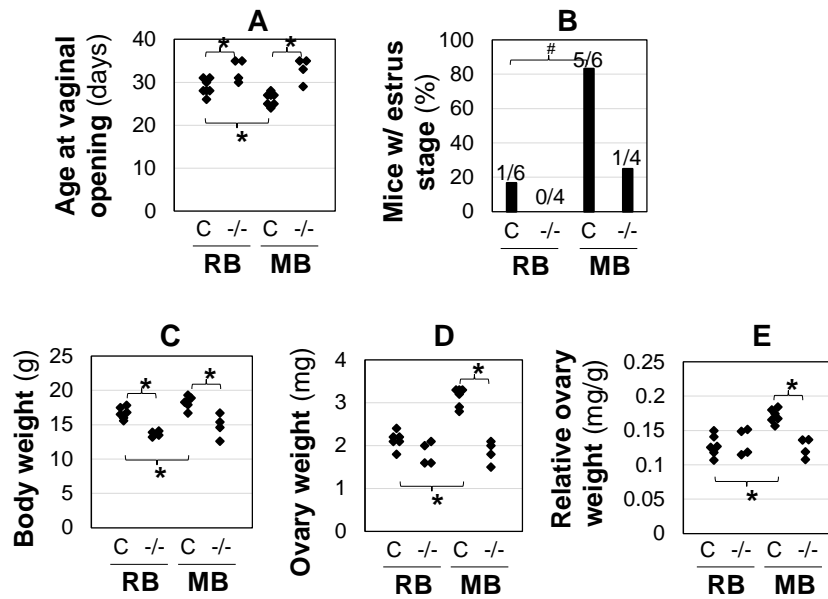 A
Age at vaginal
opening (days)
40
30
20
10
0
* *
*
C -/- C -/-
RB MB
B
Mice w/ estrus
stage (%)
100
80
60
40
20
0
#
1/6
0/4
5/6
1/4
C -/- C -/-
RB MB
C
Body weight (g)
25
20
15
10
5
0
* *
*
C -/- C -/-
RB MB
D
Ovary weight (mg)
4
3
2
1
0
*
*
C -/- C -/-
RB MB
E
Relative ovary
weight (mg/g)
0.25
0.2
0.15
0.1
0.05
0
*
*
C -/- C -/-
RB MB